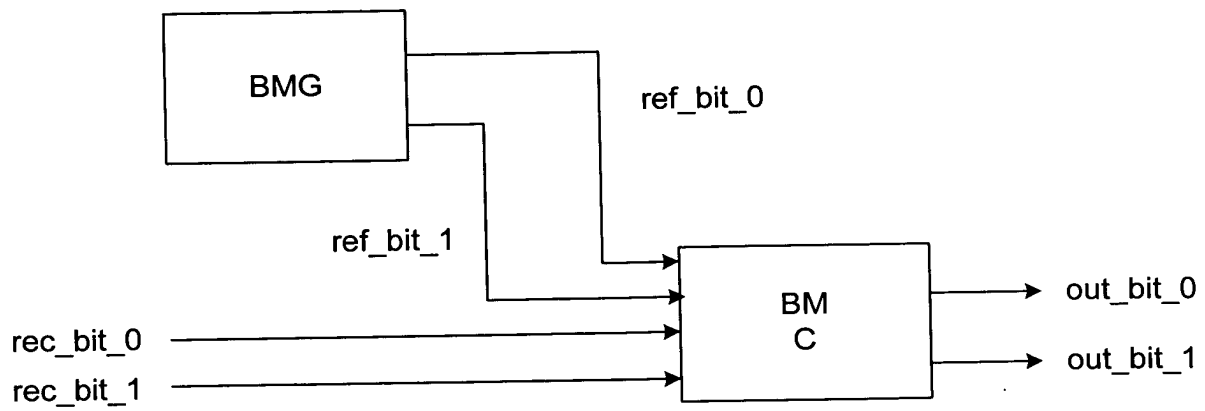 BMG
ref_bit_0
ref_bit_1
BM
C
out_bit_0
out_bit_1
rec_bit_0
rec_bit_1